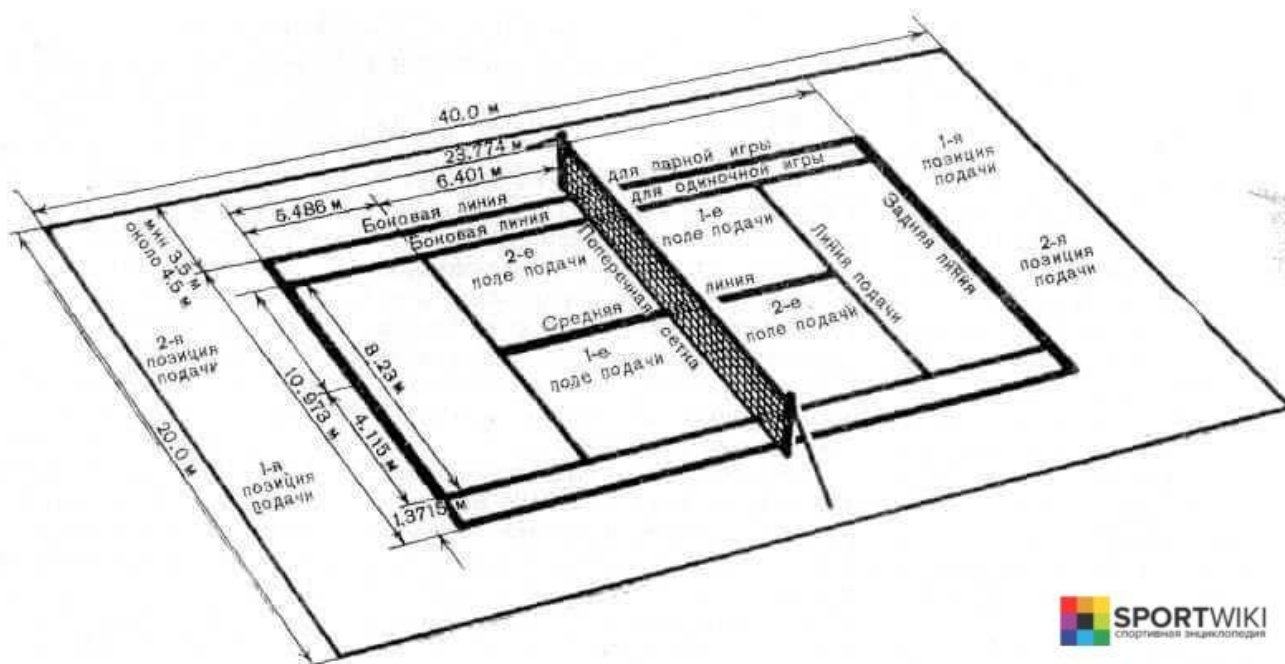 40.0 м
23.774 м
6.401 м
5.486 м
мин 3.5 м
около 4.5 м
Боковая линия
Боковая линия
для парной игры
для одиночной игры
1-я
позиция
подачи
2-я
позиция
подачи
Задняя линия
Линия подачи
1-е
поле подачи
линия
2-е
поле подачи
Поперечная сетка
2-е
поле подачи
Средняя
1-е
поле подачи
8.23 м
10.973 м
4.115 м
1.3715 м
2-я
позиция
подачи
1-я
позиция
подачи
20.0 м
SPORTWIKI
спортивная энциклопедия